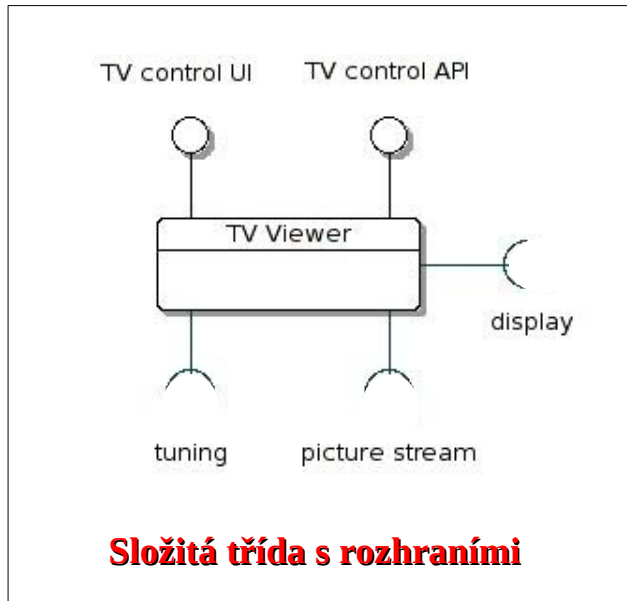 TV control UI
TV control API
TV Viewer
display
tuning
picture stream
Složitá třída s rozhraními